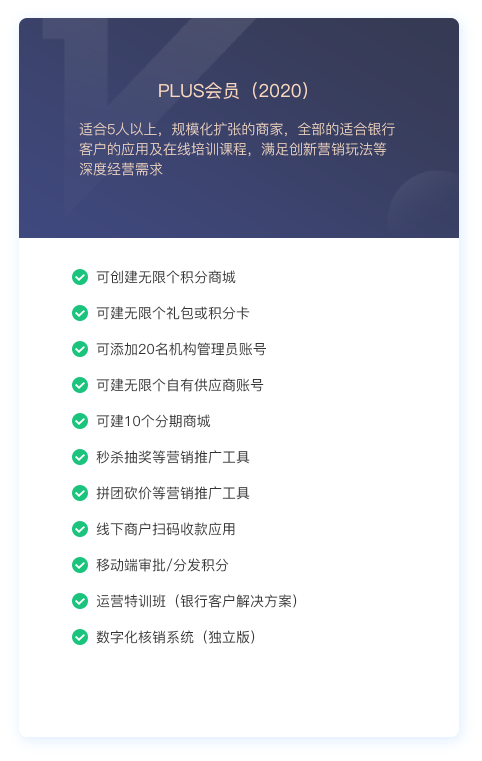 PLUS会员（2020）
适合5人以上，规模化扩张的商家，全部的适合银行
客户的应用及在线培训课程，满足创新营销玩法等
深度经营需求
可创建无限个积分商城
可建无限个礼包或积分卡
可添加20名机构管理员账号
可建无限个自有供应商账号
可建10个分期商城
秒杀抽奖等营销推广工具
拼团砍价等营销推广工具
线下商户扫码收款应用
移动端审批/分发积分
运营特训班（银行客户解决方案）
数字化核销系统（独立版）